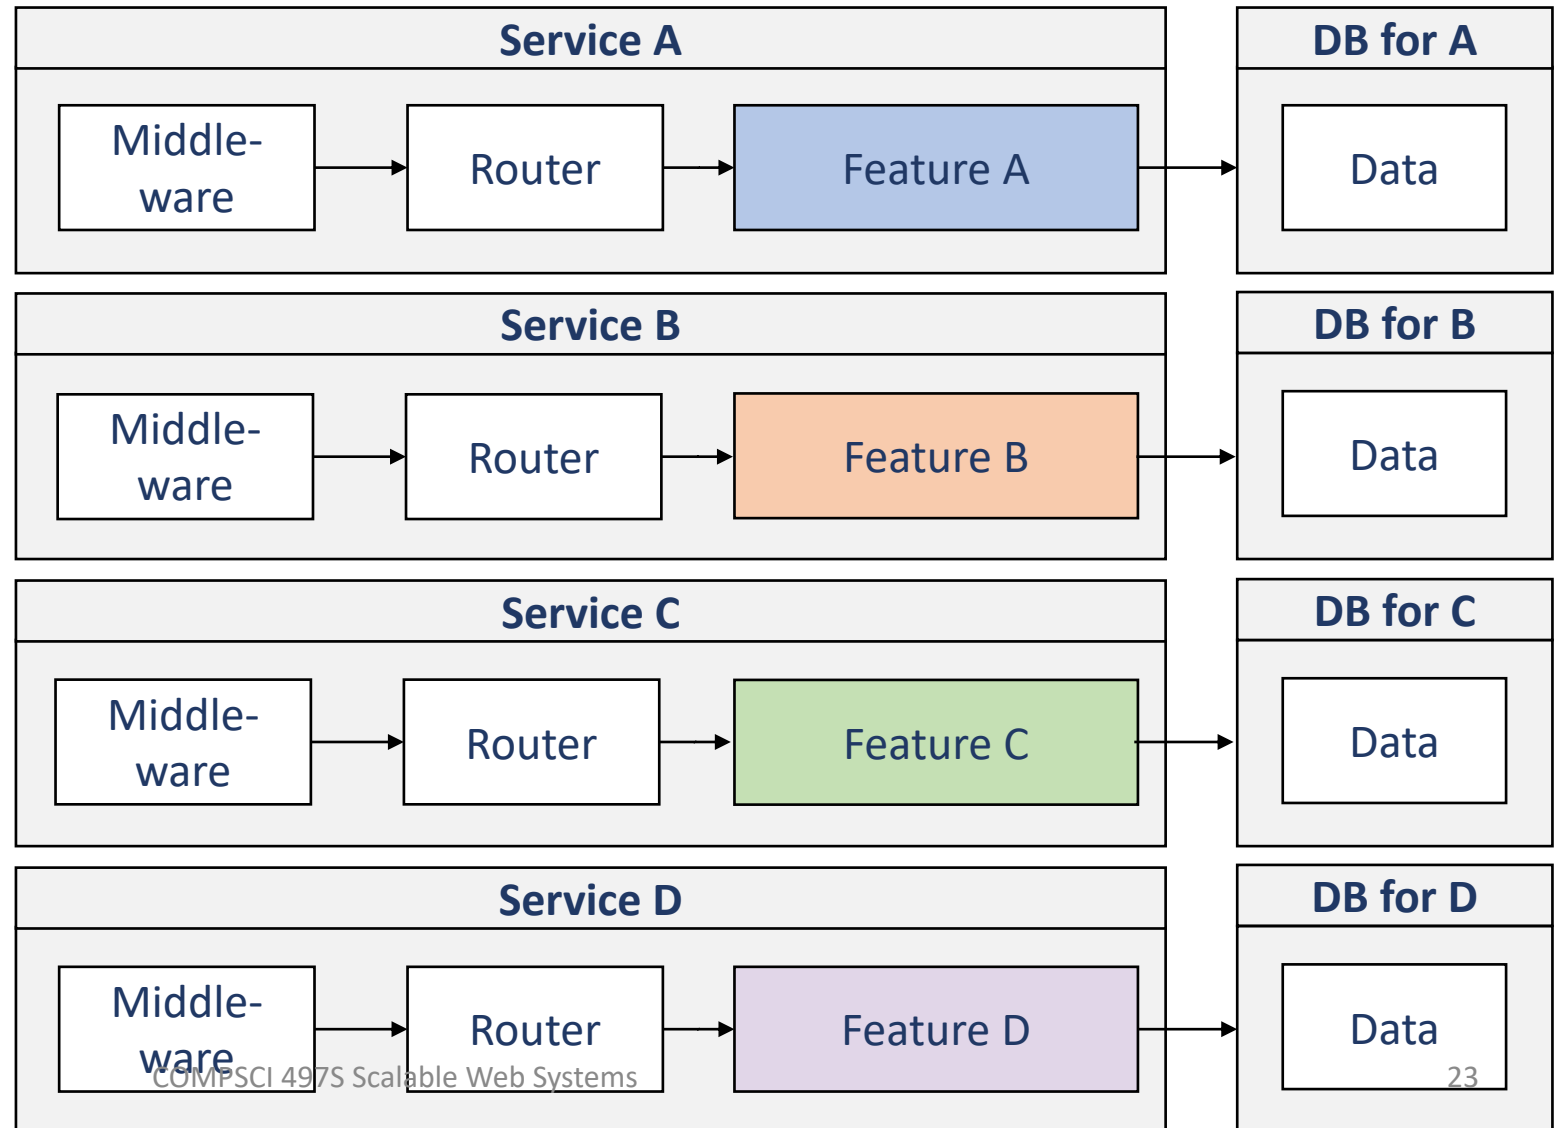 Service A
DB for A
Middle-
ware
Router
Feature A
Data
Service B
DB for B
Middle-
ware
Router
Feature B
Data
Service C
DB for C
Middle-
ware
Router
Feature C
Data
Service D
DB for D
Middle-
ware
Router
Feature D
Data
COMPSCI 497S Scalable Web Systems
23